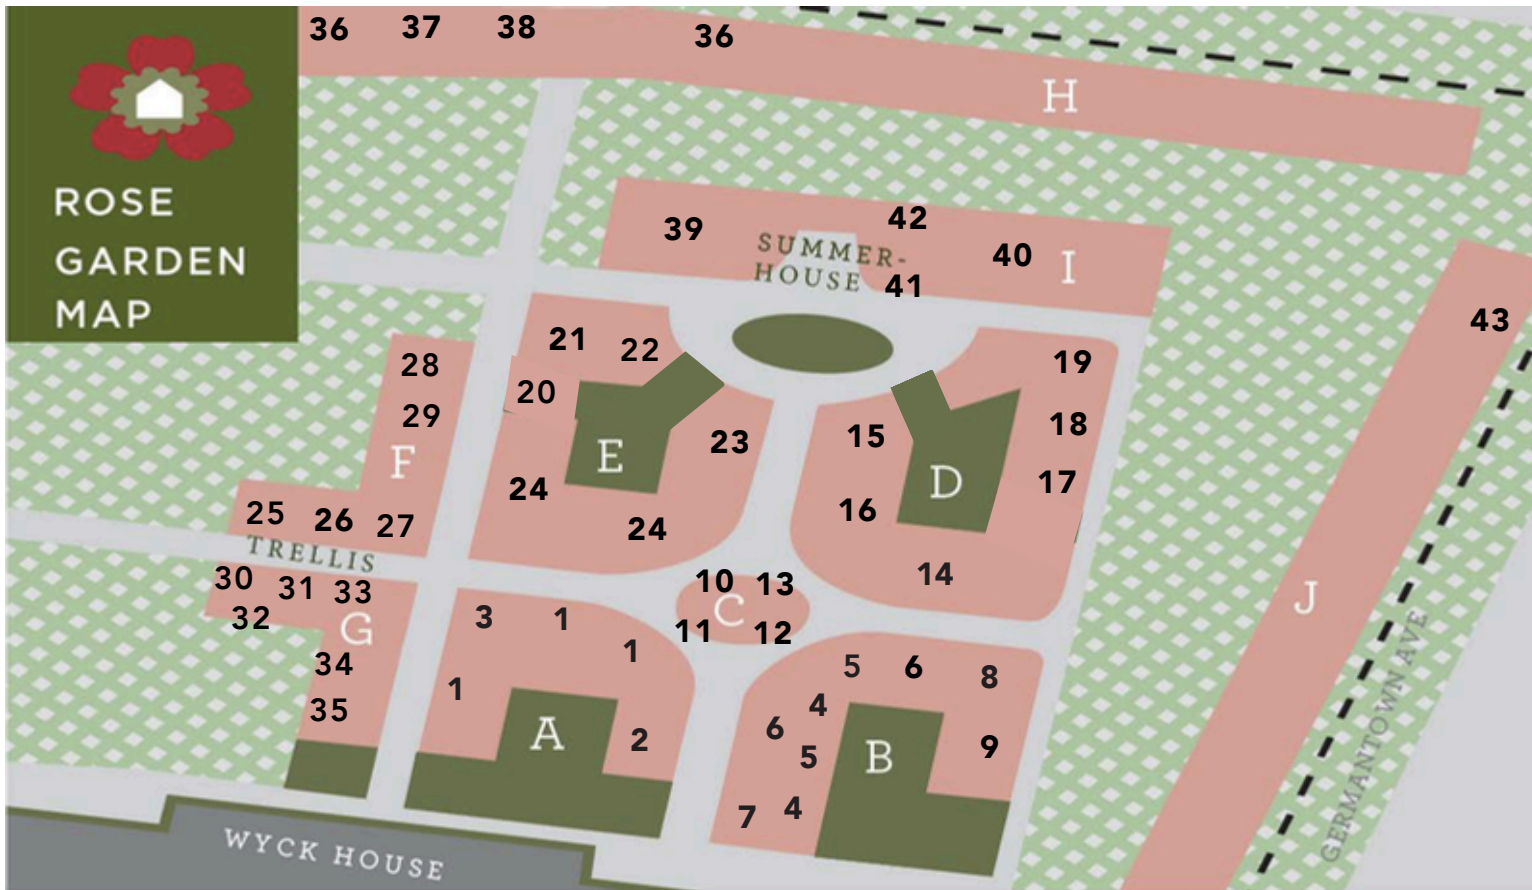 ROSE
GARDEN
MAP
36 37 38 36
H
39 42
SUMMER-
HOUSE
40 I
41
43
21 22
28
19
20
29
18
15
23
F
E
D
17
24
16
25 26 27
24
TRELLIS
14
30 31 33
10 13
C
J
32
11 12
G
3 1
1
5 6 8
34
1
35
4
6
A
2
B
9
5
7 4
GERMANTOWN AVE
WYCK HOUSE